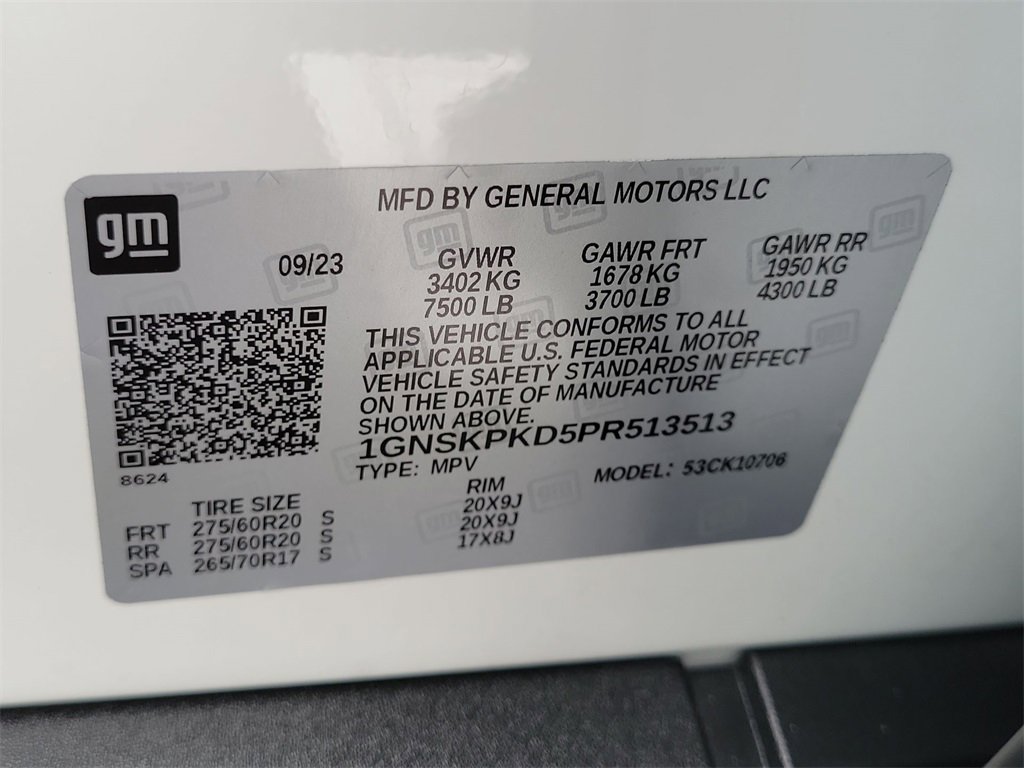 gm
MFD BY GENERAL MOTORS LLC
09/23
GVWR GAWR FRT GAWR RR
3402 KG 1678 KG 1950 KG
7500 LB 3700 LB 4300 LB
THIS VEHICLE CONFORMS TO ALL
APPLICABLE U.S. FEDERAL MOTOR
VEHICLE SAFETY STANDARDS IN EFFECT
ON THE DATE OF MANUFACTURE
SHOWN ABOVE.
1GNSKPKD5PR513513
TYPE: MPV MODEL: 53CK10706
8624
TIRE SIZE RIM
FRT 275/60R20 S 20X9J
RR 275/60R20 S 20X9J
SPA 265/70R17 S 17X8J